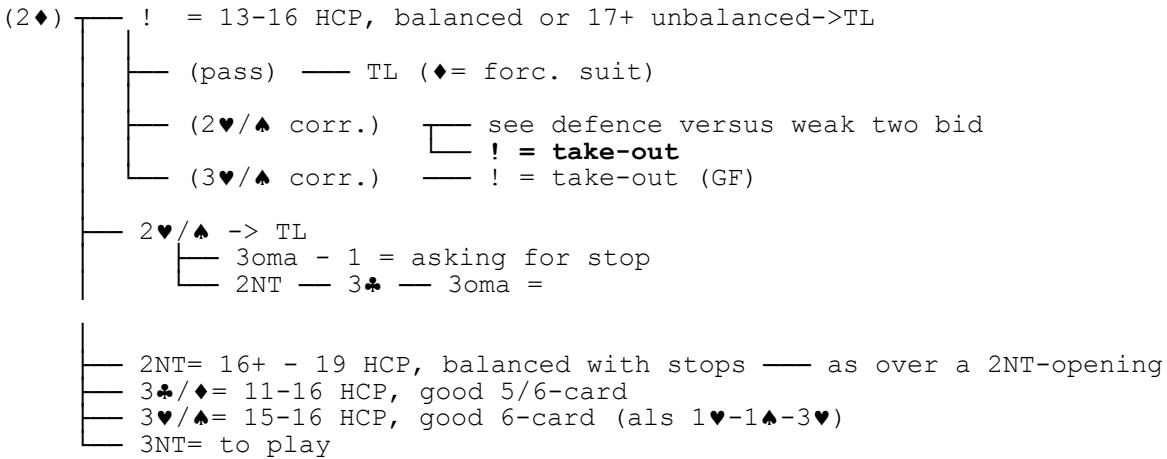 (2♦) ! = 13-16 HCP, balanced or 17+ unbalanced->TL
(pass) TL (♦= forc. suit)
(2♥/♠ corr.) see defence versus weak two bid
! = take-out
(3♥/♠ corr.) ! = take-out (GF)
2♥/♠ -> TL
3oma - 1 = asking for stop
2NT — 3♣ — 3oma =
2NT= 16+ - 19 HCP, balanced with stops — as over a 2NT-opening
3♣/♦= 11-16 HCP, good 5/6-card
3♥/♠= 15-16 HCP, good 6-card (als 1♥-1♠-3♥)
3NT= to play